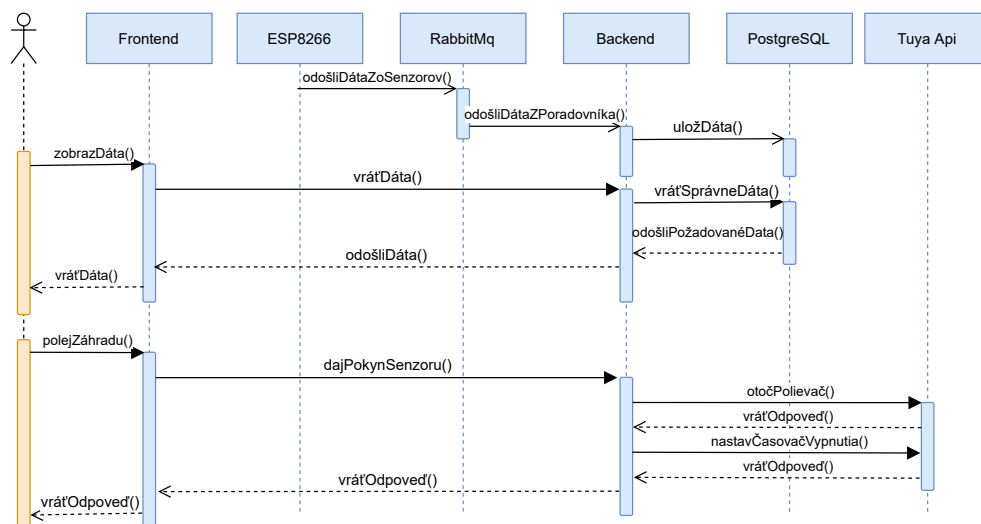 Frontend
ESP8266
RabbitMq
Backend
PostgreSQL
Tuya Api
odošliDátaZoSenzorov()
odošliDátaZPoradovníka()
uložDáta()
zobrazDáta()
vráťDáta()
vráťSprávneDáta()
odošliPožadovanéData()
odošliDáta()
vráťDáta()
polejZáhradu()
dajPokynSenzoru()
otočPolievač()
vráťOdpoveď()
nastavČasovačVypnutia()
vráťOdpoveď()
vráťOdpoveď()
vráťOdpoveď()